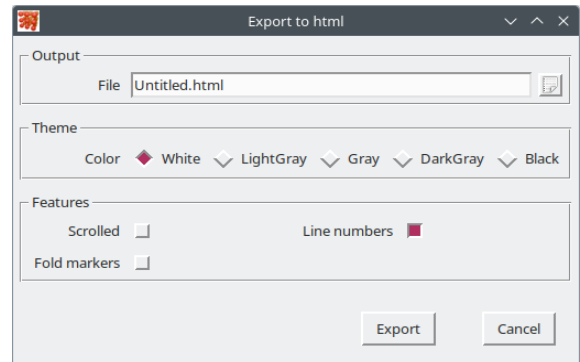 Export to html
Output
File Untitled.html
Theme
Color White LightGray Gray DarkGray Black
Features
Scrolled Line numbers
Fold markers
Export Cancel